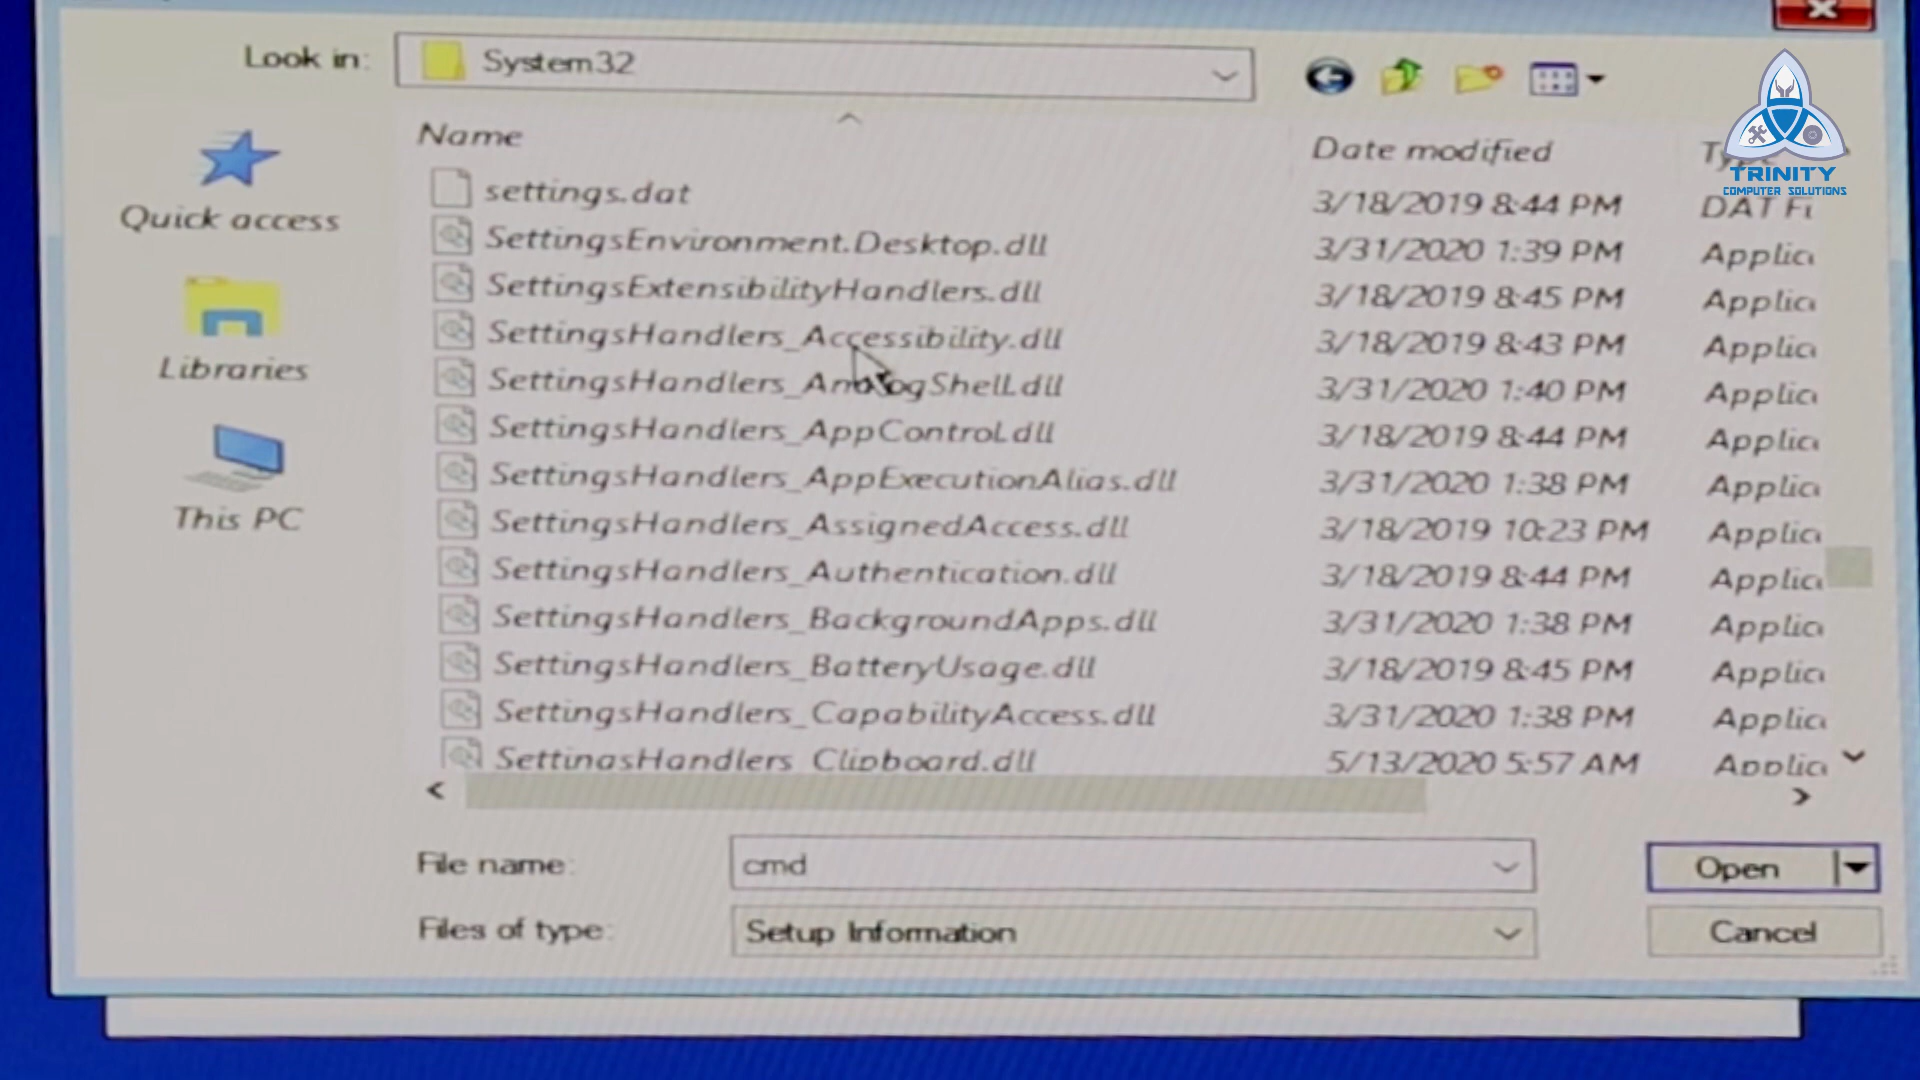 Look in: System32
Name Date modified
settings.dat 3/18/2019 8:44 PM
SettingsEnvironment.Desktop.dll 3/31/2020 1:39 PM Applic
SettingsExtensibilityHandlers.dll 3/18/2019 8:45 PM Applic
SettingsHandlers_Accessibility.dll 3/18/2019 8:43 PM Applic
SettingsHandlers_AnalogShell.dll 3/31/2020 1:40 PM Applic
SettingsHandlers_AppControl.dll 3/18/2019 8:44 PM Applic
SettingsHandlers_AppExecutionAlias.dll 3/31/2020 1:38 PM Applic
SettingsHandlers_AssignedAccess.dll 3/18/2019 10:23 PM Applic
SettingsHandlers_Authentication.dll 3/18/2019 8:44 PM Applic
SettingsHandlers_BackgroundApps.dll 3/31/2020 1:38 PM Applic
SettingsHandlers_BatteryUsage.dll 3/18/2019 8:45 PM Applic
SettingsHandlers_CapabilityAccess.dll 3/31/2020 1:38 PM Applic
SettingsHandlers_Clipboard.dll 5/13/2020 5:57 AM Applic
Quick access
Libraries
This PC
File name: cmd Open
Files of type: Setup Information Cancel
TRINITY
COMPUTER SOLUTIONS
DAT Fi